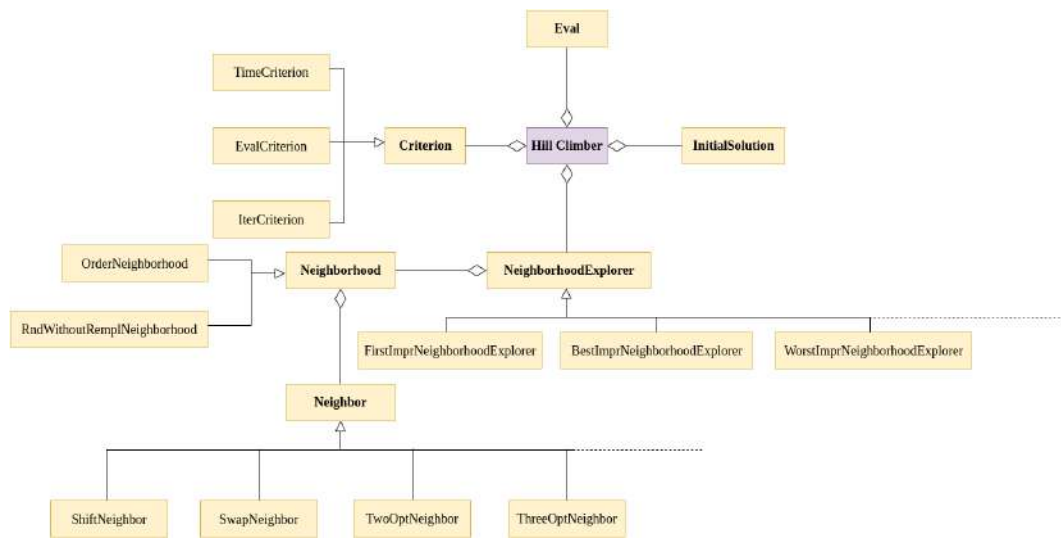 Eval
TimeCriterion
EvalCriterion
Criterion
Hill Climber
InitialSolution
IterCriterion
OrderNeighborhood
Neighborhood
NeighborhoodExplorer
RndWithoutRemplNeighborhood
FirstImprNeighborhoodExplorer
BestImprNeighborhoodExplorer
WorstImprNeighborhoodExplorer
Neighbor
ShiftNeighbor
SwapNeighbor
TwoOptNeighbor
ThreeOptNeighbor